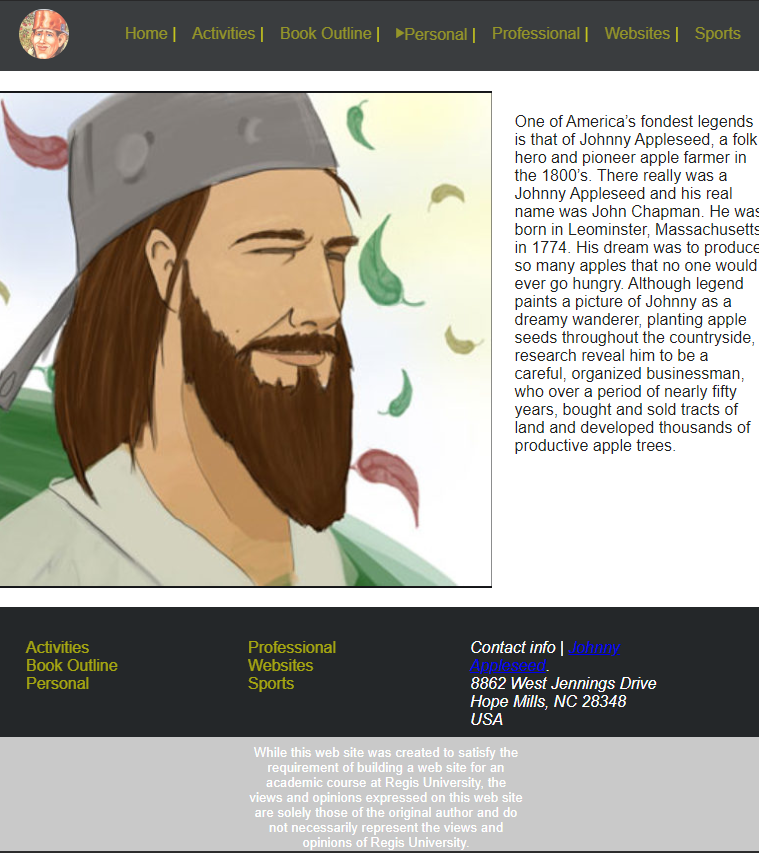 Home | Activities | Book Outline | Personal | Professional | Websites | Sports
One of America's fondest legends
is that of Johnny Appleseed, a folk
hero and pioneer apple farmer in
the 1800's. There really was a
Johnny Appleseed and his real
name was John Chapman. He was
born in Leominster, Massachusetts
in 1774. His dream was to produce
so many apples that no one would
ever go hungry. Although legend
paints a picture of Johnny as a
dreamy wanderer, planting apple
seeds throughout the countryside,
research reveal him to be a
careful, organized businessman,
who over a period of nearly fifty
years, bought and sold tracts of
land and developed thousands of
productive apple trees.
Activities
Book Outline
Personal
Professional
Websites
Sports
Contact info | Johnny
Appleseed.
8862 West Jennings Drive
Hope Mills, NC 28348
USA
While this web site was created to satisfy the
requirement of building a web site for an
academic course at Regis University, the
views and opinions expressed on this web site
are solely those of the original author and do
not necessarily represent the views and
opinions of Regis University.